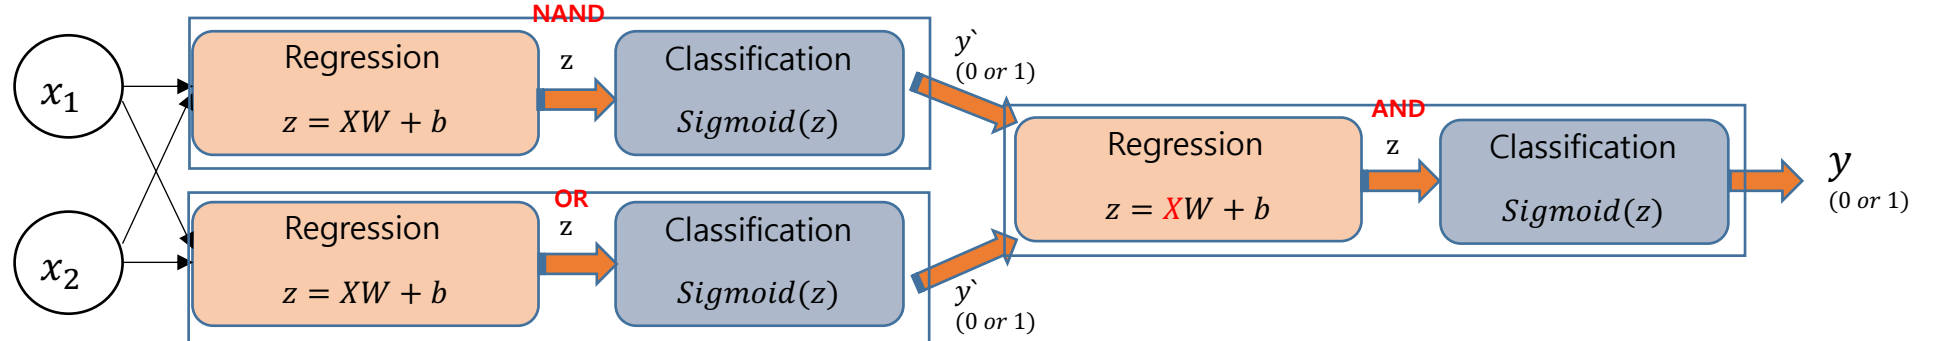 x₁
x₂
NAND
Regression
z = XW + b
z
Classification
Sigmoid(z)
y`
(0 or 1)
OR
Regression
z = XW + b
z
Classification
Sigmoid(z)
y`
(0 or 1)
AND
Regression
z = XW + b
z
Classification
Sigmoid(z)
y
(0 or 1)